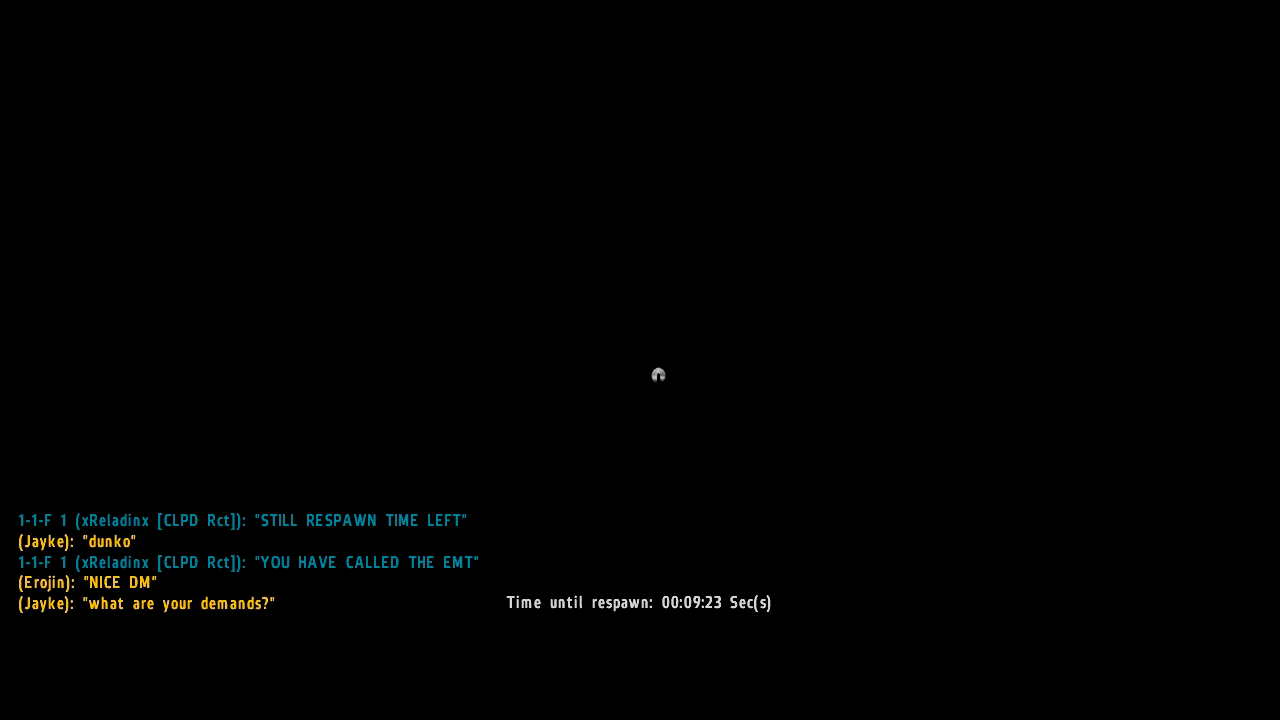 1-1-F 1 (xReladinx [CLPD Rct]): "STILL RESPAWN TIME LEFT"
(Jayke): "dunko"
1-1-F 1 (xReladinx [CLPD Rct]): "YOU HAVE CALLED THE EMT"
(Erojin): "NICE DM"
(Jayke): "what are your demands?"
Time until respawn: 00:09:23 Sec(s)